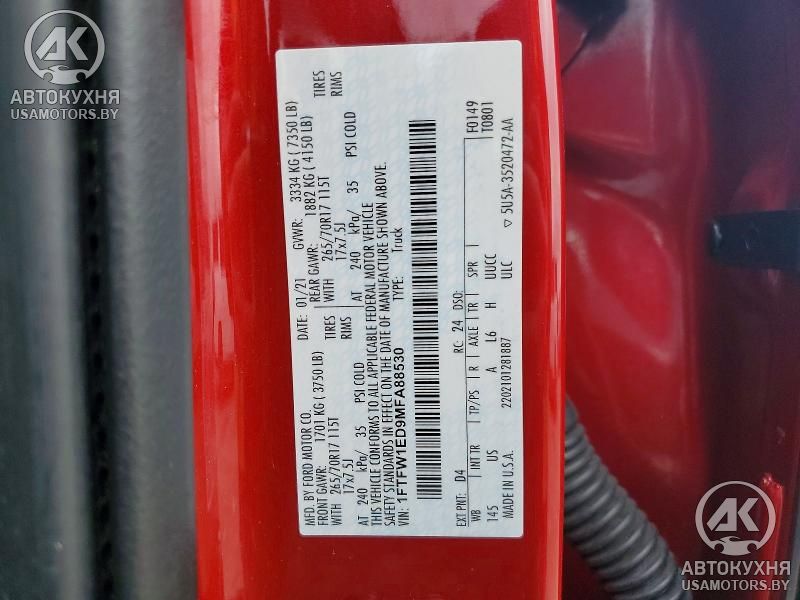 MFD. BY FORD MOTOR CO.
DATE: 01/21 GVWR: 3334 KG ( 7350 LB)
FRONT GAWR: 1701 KG ( 3750 LB) REAR GAWR: 1882 KG ( 4150 LB)
WITH TIRES WITH TIRES
265/70R17 115T 265/70R17 115T
17x7.5J RIMS 17x7.5J RIMS
AT 240 kPa/ 35 PSI COLD AT 240 kPa/ 35 PSI COLD
THIS VEHICLE CONFORMS TO ALL APPLICABLE FEDERAL MOTOR VEHICLE
SAFETY STANDARDS IN EFFECT ON THE DATE OF MANUFACTURE SHOWN ABOVE.
VIN: 1FTFW1ED9MFA88530 TYPE: Truck
F0149
T0801
EXT PNT: D4 RC: 24 DSO:
WB INT TR TP/PS R AXLE TR SPR
145 US A L6 H UUCC
2202101281887 ULC
MADE IN U.S.A. ▽ 5U5A-3520472-AA
АК
АВТОКУХНЯ
USAMOTORS.BY
АК
АВТОКУХНЯ
USAMOTORS.BY